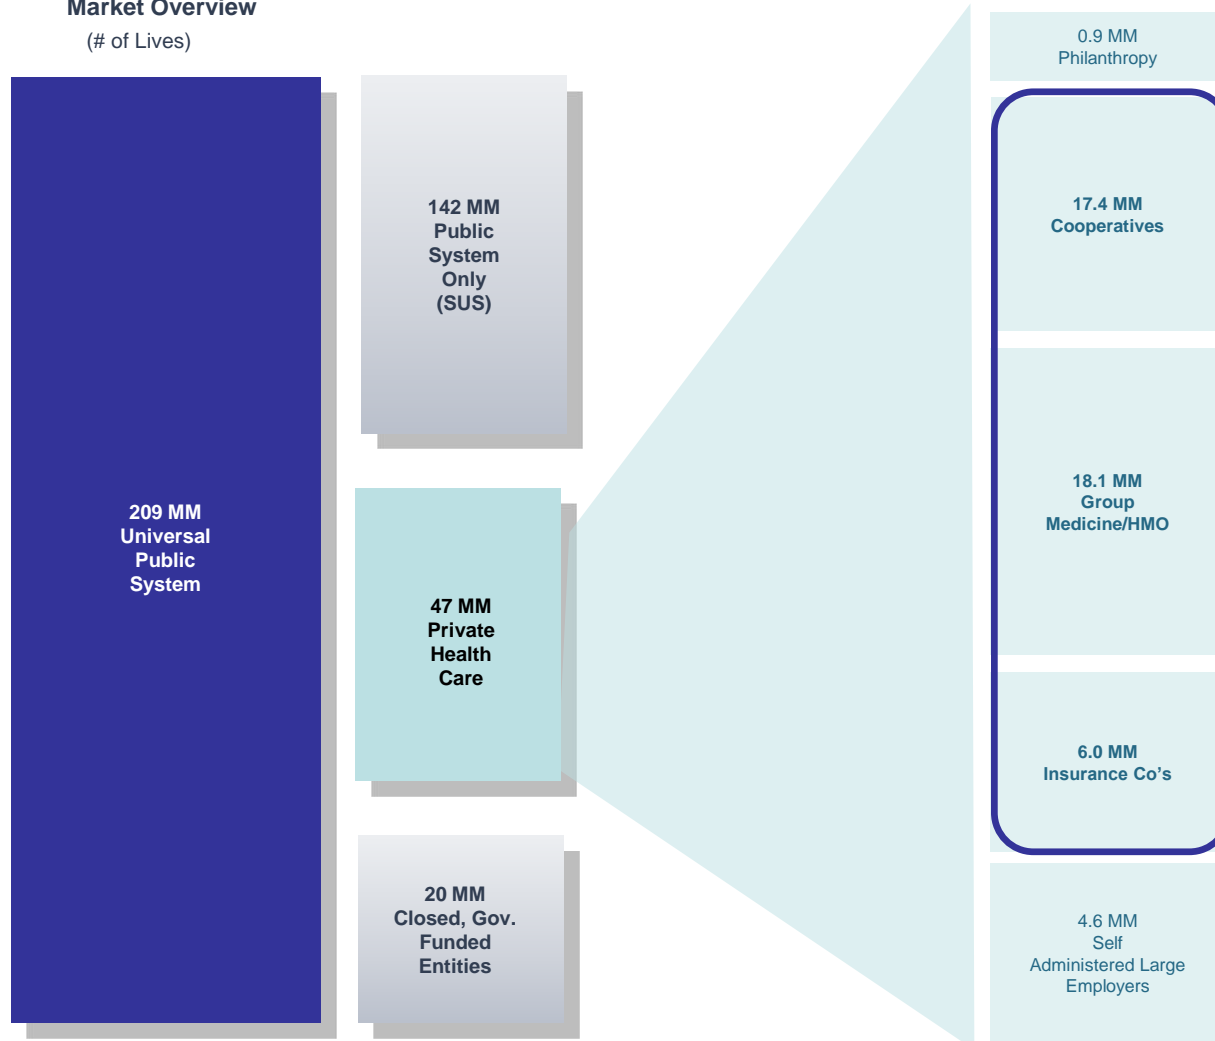 Market Overview
(# of Lives)
209 MM
Universal
Public
System
142 MM
Public
System
Only
(SUS)
47 MM
Private
Health
Care
20 MM
Closed, Gov.
Funded
Entities
0.9 MM
Philanthropy
17.4 MM
Cooperatives
18.1 MM
Group
Medicine/HMO
6.0 MM
Insurance Co’s
4.6 MM
Self
Administered Large
Employers